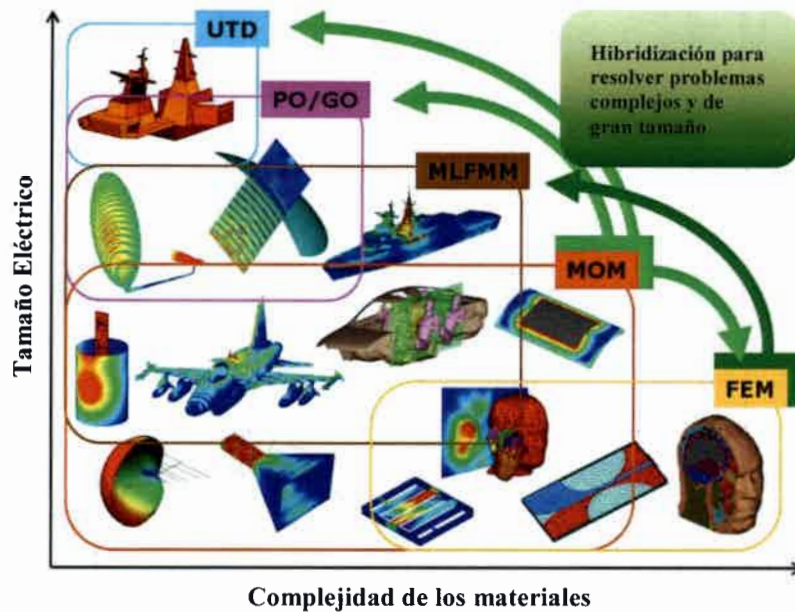 UTD
Hibridización para
resolver problemas
complejos y de
gran tamaño
PO/GO
MLFMM
MOM
FEM
Tamaño Eléctrico
Complejidad de los materiales